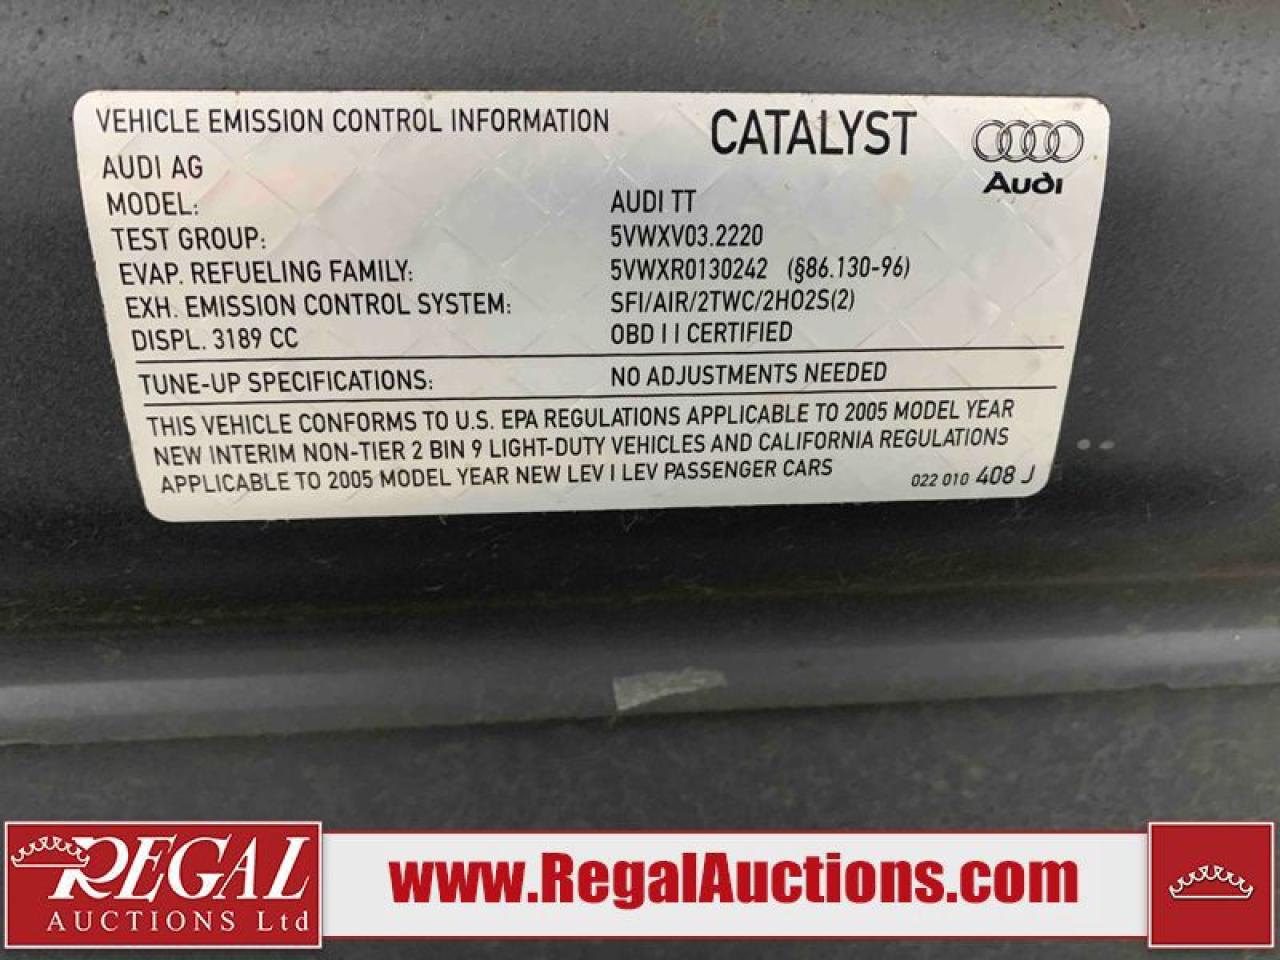 VEHICLE EMISSION CONTROL INFORMATION CATALYST
AUDI AG
Audi
MODEL: AUDI TT
TEST GROUP: 5VWXV03.2220
EVAP. REFUELING FAMILY: 5VWXR0130242 (§86.130-96)
EXH. EMISSION CONTROL SYSTEM: SFI/AIR/2TWC/2HO2S(2)
DISPL. 3189 CC OBD I I CERTIFIED
TUNE-UP SPECIFICATIONS: NO ADJUSTMENTS NEEDED
THIS VEHICLE CONFORMS TO U.S. EPA REGULATIONS APPLICABLE TO 2005 MODEL YEAR
NEW INTERIM NON-TIER 2 BIN 9 LIGHT-DUTY VEHICLES AND CALIFORNIA REGULATIONS
APPLICABLE TO 2005 MODEL YEAR NEW LEV I LEV PASSENGER CARS 022 010 408 J
REGAL
AUCTIONS Ltd
www.RegalAuctions.com